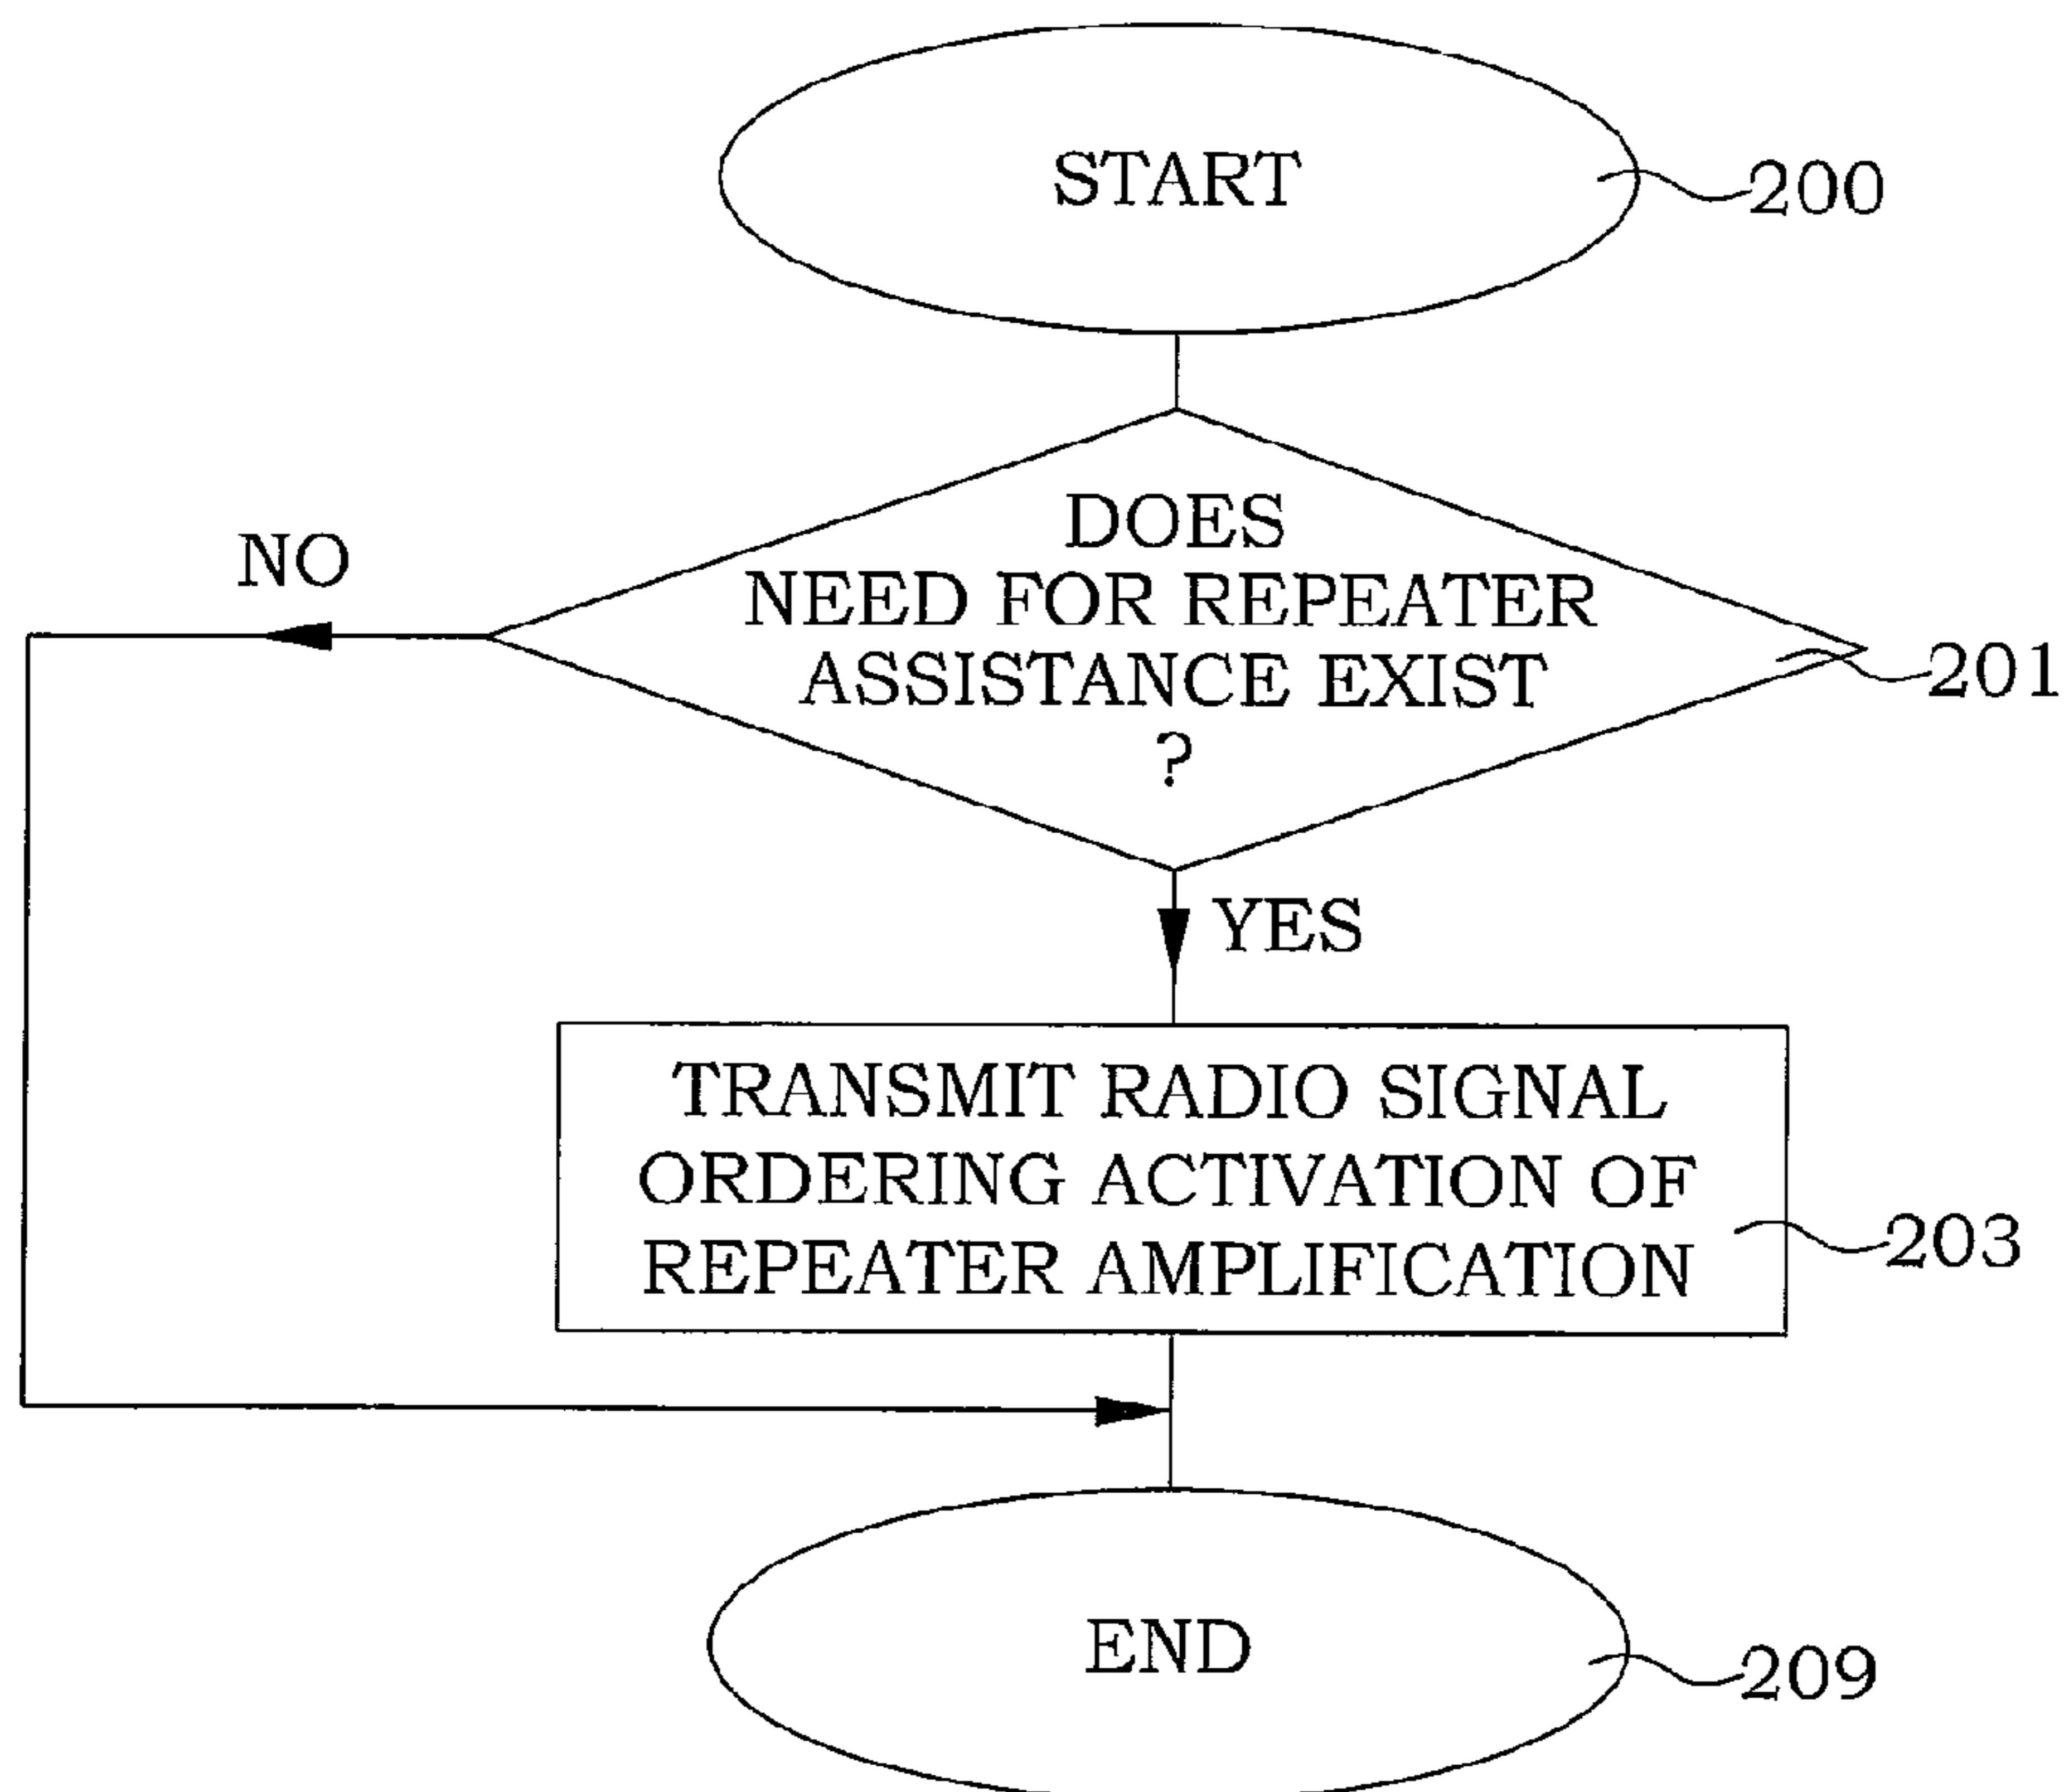 START
200
DOES
NEED FOR REPEATER
ASSISTANCE EXIST
?
201
NO
YES
TRANSMIT RADIO SIGNAL
ORDERING ACTIVATION OF
REPEATER AMPLIFICATION
203
END
209